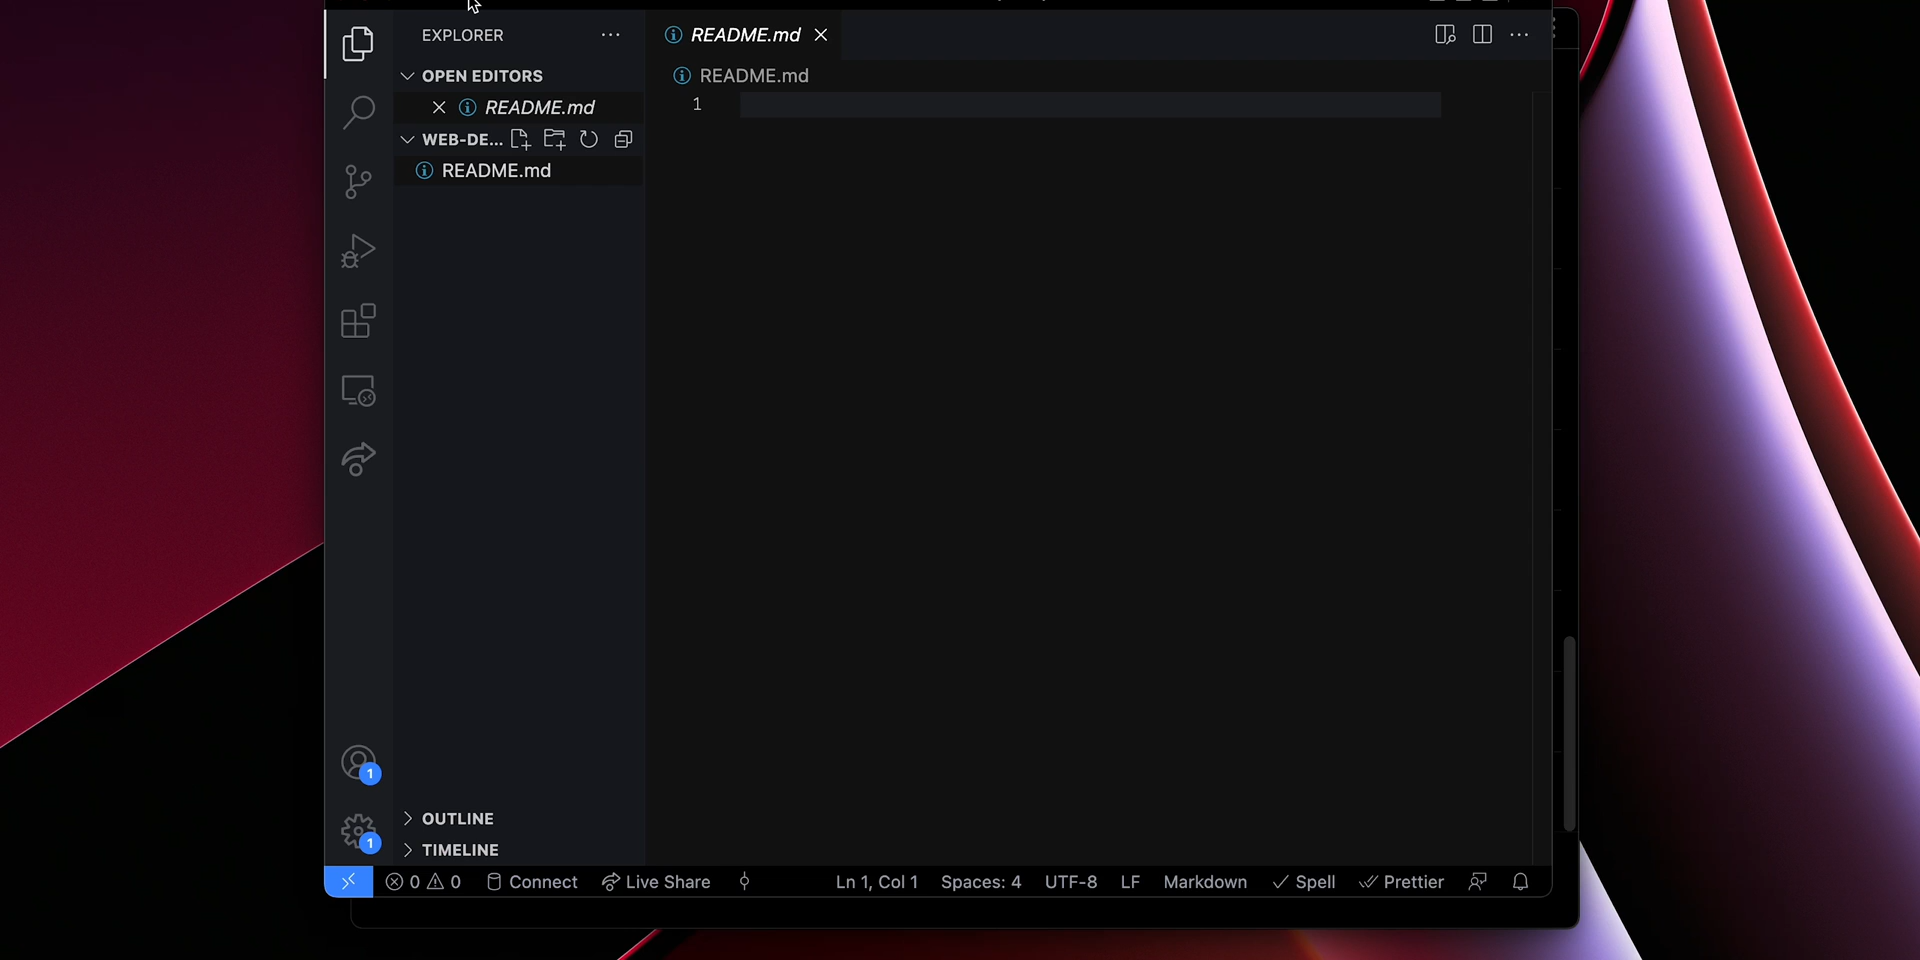 EXPLORER
OPEN EDITORS
README.md
WEB-DE...
README.md
README.md
README.md
1
1
1
OUTLINE
TIMELINE
0 0 Connect Live Share Ln 1, Col 1 Spaces: 4 UTF-8 LF Markdown Spell Prettier